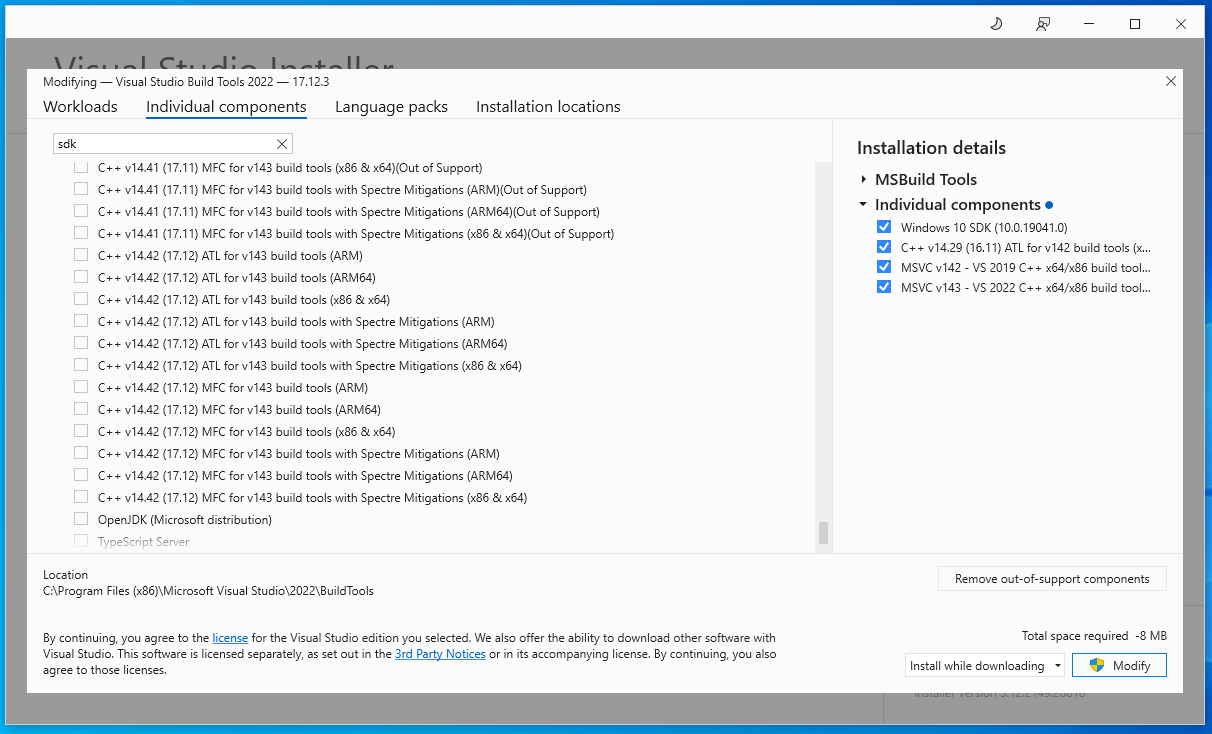 Visual Studio Installer
Modifying — Visual Studio Build Tools 2022 — 17.12.3
Workloads
Individual components
Language packs
Installation locations
sdk
C++ v14.41 (17.11) MFC for v143 build tools (x86 & x64)(Out of Support)
C++ v14.41 (17.11) MFC for v143 build tools with Spectre Mitigations (ARM)(Out of Support)
C++ v14.41 (17.11) MFC for v143 build tools with Spectre Mitigations (ARM64)(Out of Support)
C++ v14.41 (17.11) MFC for v143 build tools with Spectre Mitigations (x86 & x64)(Out of Support)
C++ v14.42 (17.12) ATL for v143 build tools (ARM)
C++ v14.42 (17.12) ATL for v143 build tools (ARM64)
C++ v14.42 (17.12) ATL for v143 build tools (x86 & x64)
C++ v14.42 (17.12) ATL for v143 build tools with Spectre Mitigations (ARM)
C++ v14.42 (17.12) ATL for v143 build tools with Spectre Mitigations (ARM64)
C++ v14.42 (17.12) ATL for v143 build tools with Spectre Mitigations (x86 & x64)
C++ v14.42 (17.12) MFC for v143 build tools (ARM)
C++ v14.42 (17.12) MFC for v143 build tools (ARM64)
C++ v14.42 (17.12) MFC for v143 build tools (x86 & x64)
C++ v14.42 (17.12) MFC for v143 build tools with Spectre Mitigations (ARM)
C++ v14.42 (17.12) MFC for v143 build tools with Spectre Mitigations (ARM64)
C++ v14.42 (17.12) MFC for v143 build tools with Spectre Mitigations (x86 & x64)
OpenJDK (Microsoft distribution)
TypeScript Server
Installation details
MSBuild Tools
Individual components
Windows 10 SDK (10.0.19041.0)
C++ v14.29 (16.11) ATL for v142 build tools (x...
MSVC v142 - VS 2019 C++ x64/x86 build tool...
MSVC v143 - VS 2022 C++ x64/x86 build tool...
Location
C:\Program Files (x86)\Microsoft Visual Studio\2022\BuildTools
Remove out-of-support components
By continuing, you agree to the license for the Visual Studio edition you selected. We also offer the ability to download other software with
Visual Studio. This software is licensed separately, as set out in the 3rd Party Notices or in its accompanying license. By continuing, you also
agree to those licenses.
Total space required -8 MB
Install while downloading
Modify
Installer version